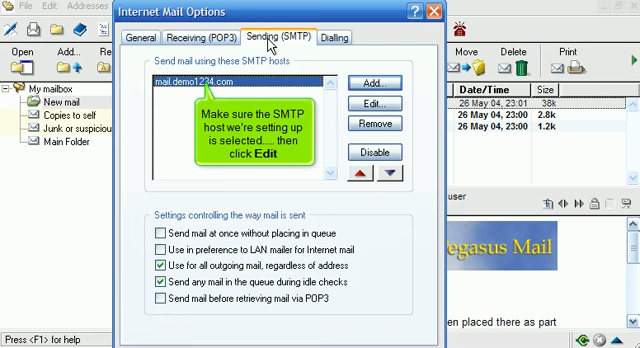 Internet Mail Options
File
Edit
Addresses
General
Receiving (POP3)
Sending (SMTP)
Dialling
Open
Add...
Move
Delete
Print
My mailbox
New mail
Copies to self
Junk or suspicious
Main Folder
Send mail using these SMTP hosts
mail.demo1234.com
Make sure the SMTP
host we're setting up
is selected..... then
click Edit
Add...
Edit...
Remove
Disable
Date/Time
Size
26 May 04, 23:01 38k
26 May 04, 23:00 2.8k
26 May 04, 23:00 1.2k
user
Pegasus Mail
en placed there as part
Settings controlling the way mail is sent
Send mail at once without placing in queue
Use in preference to LAN mailer for Internet mail
Use for all outgoing mail, regardless of address
Send any mail in the queue during idle checks
Send mail before retrieving mail via POP3
Press <F1> for help